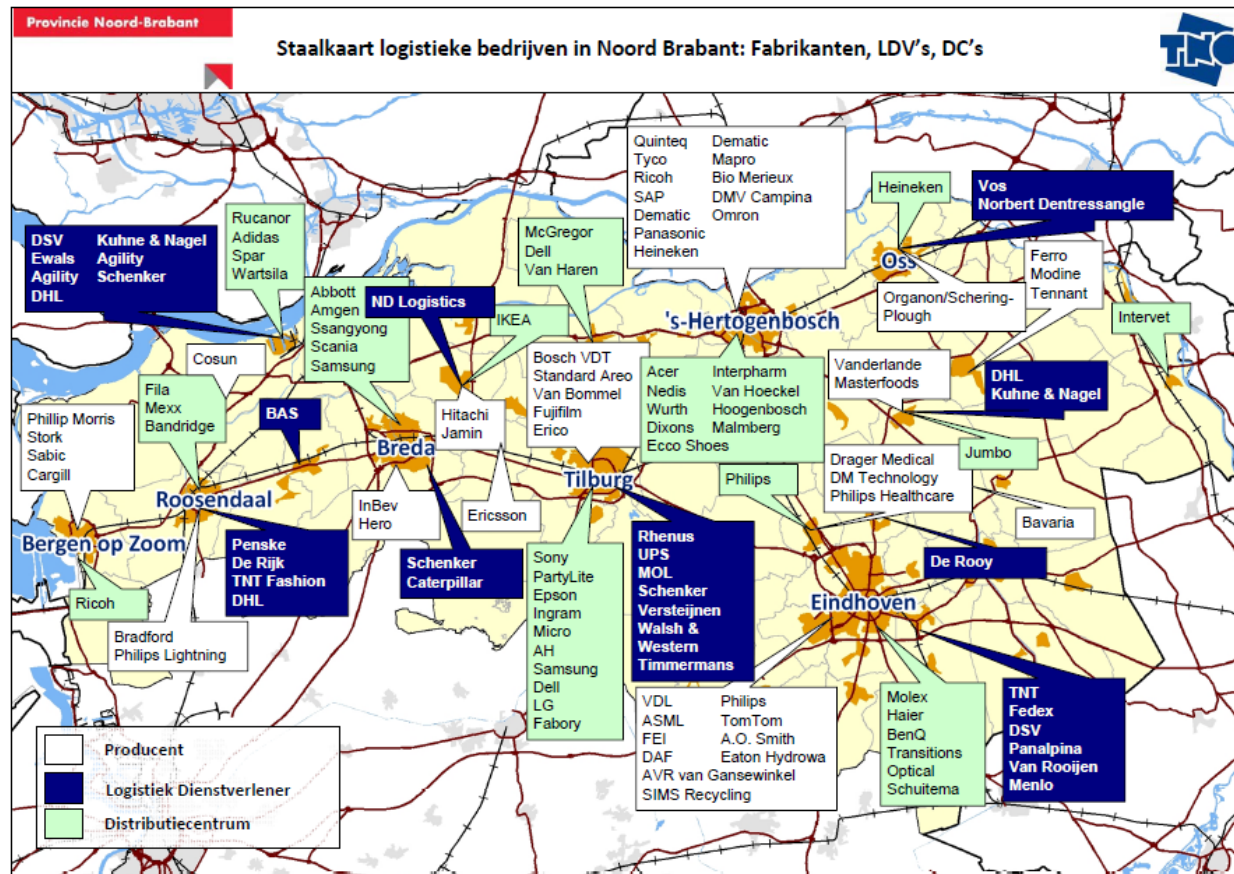 Provincie Noord-Brabant
Staalkaart logistieke bedrijven in Noord Brabant: Fabrikanten, LDV's, DC's
TNO
Quinteq Dematic
Tyco Mapro
Ricoh Bio Merieux
SAP DMV Campina
Dematic Omron
Panasonic
Heineken
Heineken
Vos
Norbert Dentressangle
Rucanor
Adidas
Spar
Wartsila
DSV Kuhne & Nagel
Ewals Agility
Agility Schenker
DHL
McGregor
Dell
Van Haren
Oss
Ferro
Modine
Tennant
Abbott
Amgen
Ssangyong
Scania
Samsung
ND Logistics
IKEA
Organon/Schering-
Plough
Intervet
's-Hertogenbosch
Cosun
Bosch VDT
Standard Areo
Van Bommel
Fujifilm
Erico
Acer Interpharm
Nedis Van Hoeckel
Wurth Hoogenbosch
Dixons Malmberg
Ecco Shoes
Vanderlande
Masterfoods
DHL
Kuhne & Nagel
Fila
Mexx
Bandridge
Phillip Morris
Stork
Sabic
Cargill
BAS
Hitachi
Jamin
Breda
Jumbo
Drager Medical
DM Technology
Philips Healthcare
Tilburg
Philips
Roosendaal
InBev
Hero
Ericsson
Bavaria
Bergen op Zoom
Penske
De Rijk
TNT Fashion
DHL
Schenker
Caterpillar
Sony
PartyLite
Epson
Ingram
Micro
AH
Samsung
Dell
LG
Fabory
Rhenus
UPS
MOL
Schenker
Versteijnen
Walsh &
Western
Timmermans
De Rooy
Ricoh
Eindhoven
Bradford
Philips Lighting
VDL Philips
ASML TomTom
FEI A.O. Smith
DAF Eaton Hydrowa
AVR van Gansewinkel
SIMS Recycling
Molex
Haier
BenQ
Transitions
Optical
Schuitema
TNT
Fedex
DSV
Panalpina
Van Rooijen
Menlo
Producent
Logistiek Dienstverlener
Distributiecentrum